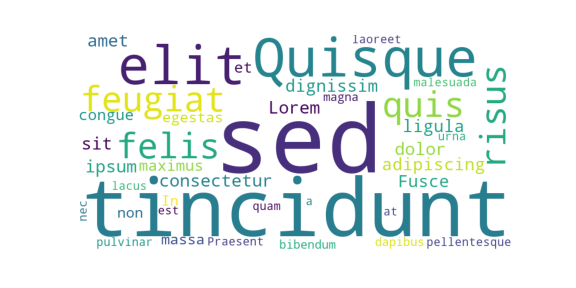 amet
laoreet
elit
et
Quisque
dignissim
malesuada
risus
feugiat
egestas
magna
Lorem
quis
congue
sit
felis
sed
ligula
urna
dolor
ipsum
maximus
adipiscing
lacus
consectetur
Fusce
tincidunt
nec
non
In
est
quam
a
at
pulvinar
massa
Praesent
bibendum
dapibus
pellentesque